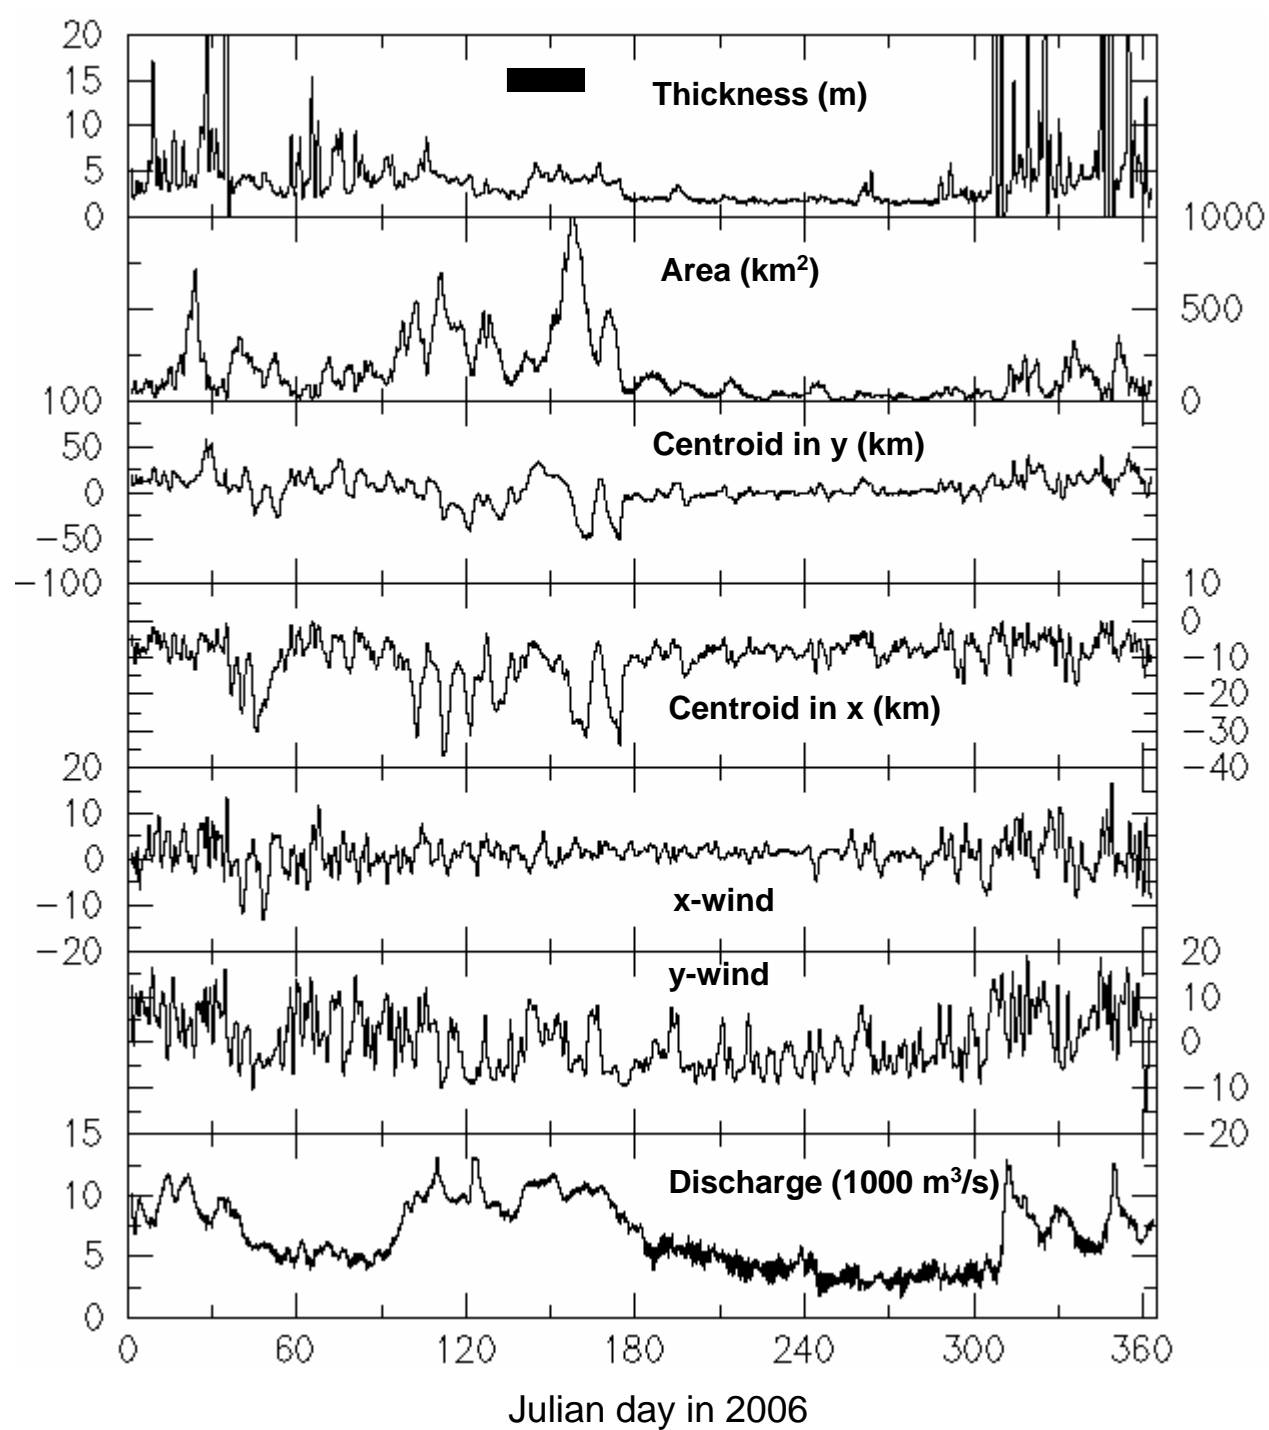 20
15
Thickness (m)
10
5
0 1000
Area (km²)
500
100 0
50 Centroid in y (km)
0
−50
−100 10
0
−10
−20
Centroid in x (km)
−30
20 −40
10
0
−10 x-wind
−20 20
y-wind
10
0
−10
15 −20
Discharge (1000 m³/s)
10
5
0
0 60 120 180 240 300 360
Julian day in 2006